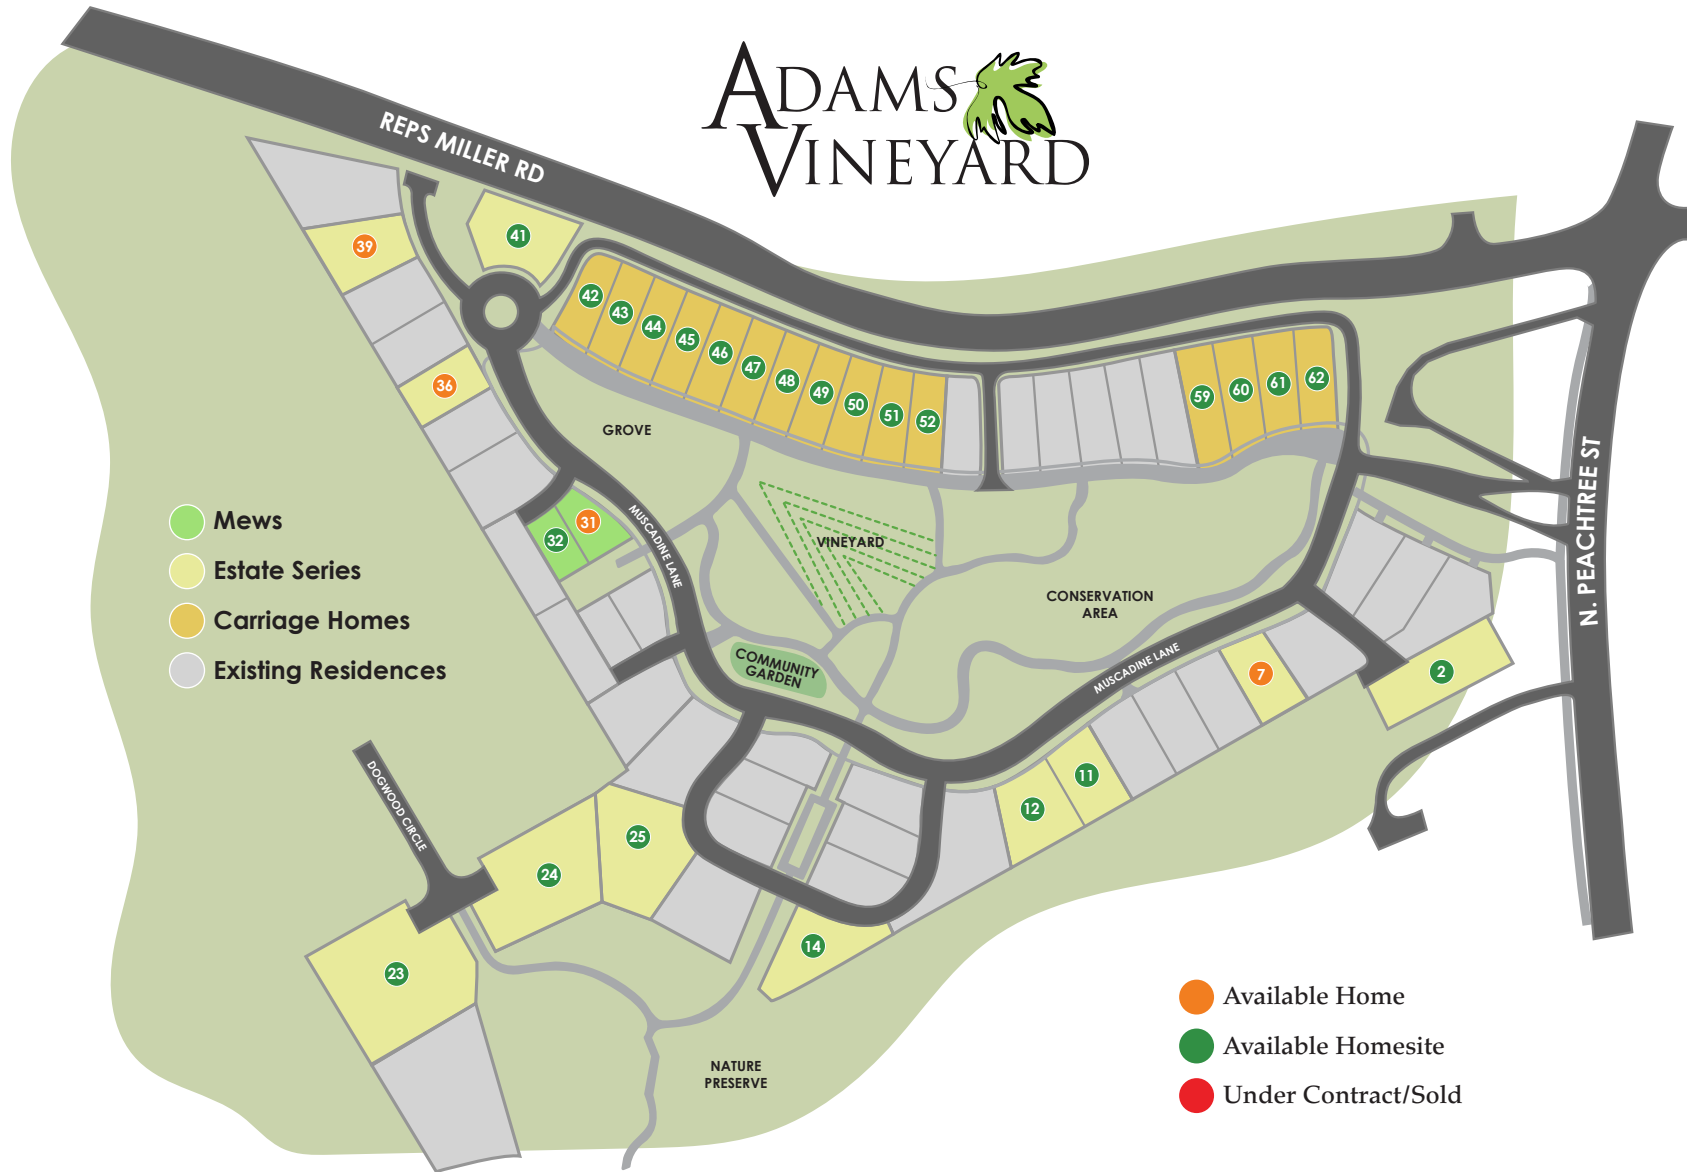 ADAMS
VINEYARD
REPS MILLER RD
N. PEACHTREE ST
39
41
36
42
43
44
45
46
47
48
49
50
51
52
59
60
61
62
GROVE
31
32
MUSCADINE LANE
VINEYARD
CONSERVATION
AREA
COMMUNITY
GARDEN
MUSCADINE LANE
7
2
11
12
DOGWOOD CIRCLE
25
24
23
14
NATURE
PRESERVE
Mews
Estate Series
Carriage Homes
Existing Residences
Available Home
Available Homesite
Under Contract/Sold